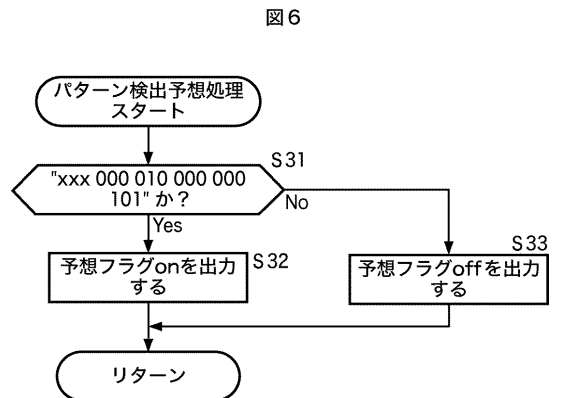 図6
パターン検出予想処理
スタート
S31
"xxx 000 010 000 000
101" か？
No
Yes
予想フラグonを出力
する
S32
S33
予想フラグoffを出力
する
リターン